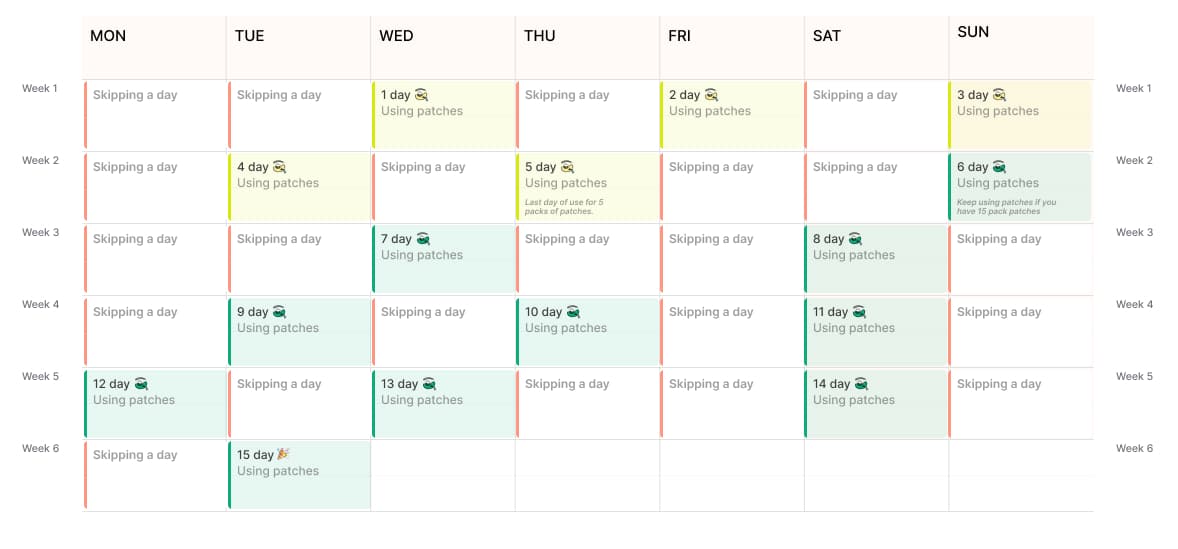 MON TUE WED THU FRI SAT SUN
Week 1 Skipping a day Skipping a day 1 day Skipping a day 2 day Skipping a day 3 day Week 1
Using patches Using patches Using patches
Week 2 Skipping a day 4 day Skipping a day 5 day Skipping a day Skipping a day 6 day Week 2
Using patches Using patches Using patches
Last day of use for 5 Keep using patches if you
packs of patches. have 15 pack patches
Week 3 Skipping a day Skipping a day 7 day Skipping a day Skipping a day 8 day Skipping a day Week 3
Using patches Using patches
Week 4 Skipping a day 9 day Skipping a day 10 day Skipping a day 11 day Skipping a day Week 4
Using patches Using patches Using patches
Week 5 12 day Skipping a day 13 day Skipping a day Skipping a day 14 day Skipping a day Week 5
Using patches Using patches Using patches
Week 6 Skipping a day 15 day Week 6
Using patches